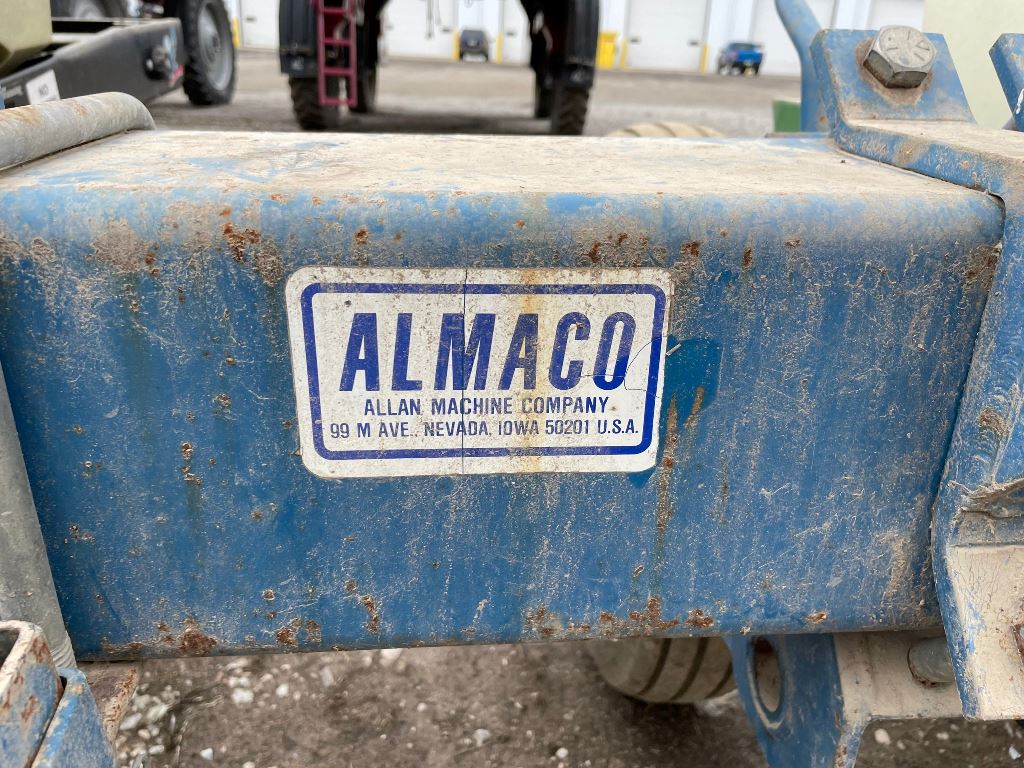 ALMACO
ALLAN MACHINE COMPANY
99 M AVE., NEVADA, IOWA 50201 U.S.A.